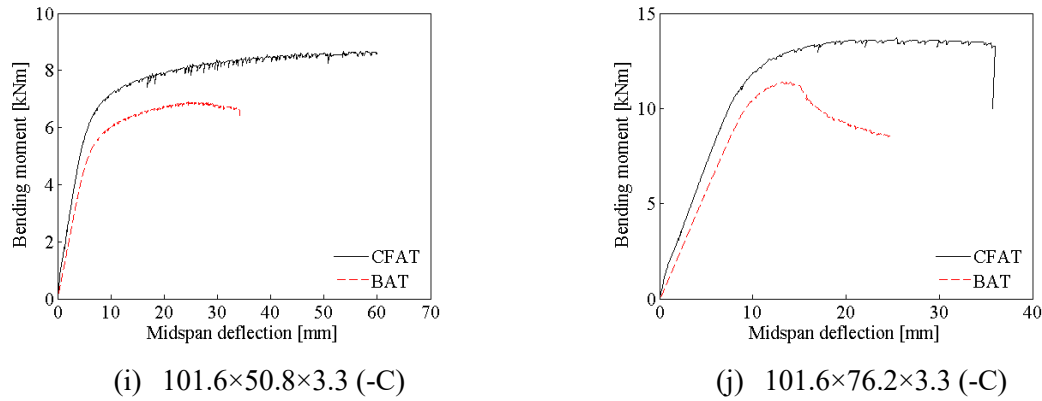 10
8
6
4
2
0
Bending moment [kNm]
CFAT
BAT
0 10 20 30 40 50 60 70
Midspan deflection [mm]
(i) 101.6×50.8×3.3 (-C)
15
10
5
0
Bending moment [kNm]
CFAT
BAT
0 10 20 30 40
Midspan deflection [mm]
(j) 101.6×76.2×3.3 (-C)